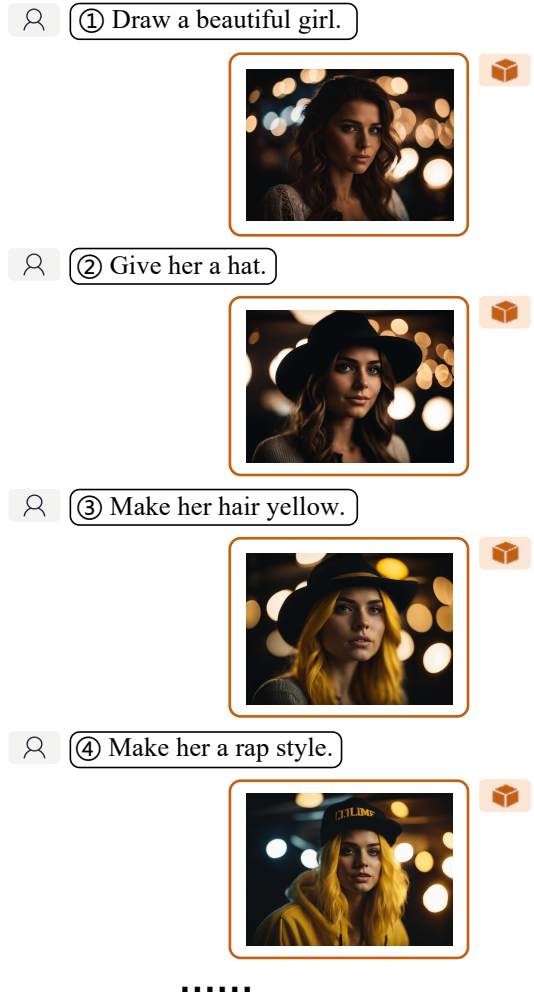 ① Draw a beautiful girl.
② Give her a hat.
③ Make her hair yellow.
④ Make her a rap style.
......